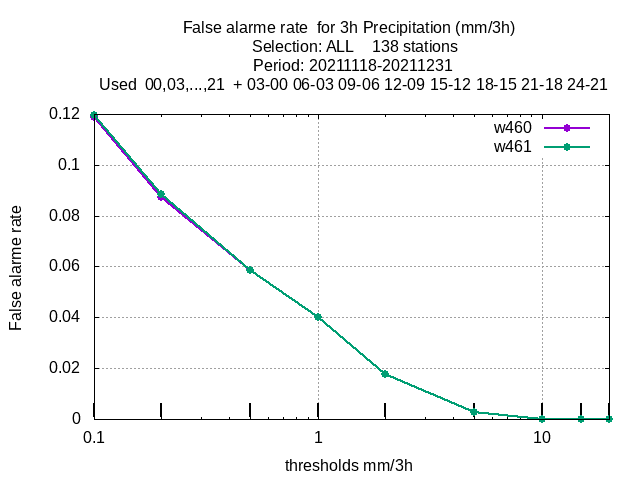 False alarme rate  for 3h Precipitation (mm/3h)
Selection: ALL    138 stations
Period: 20211118-20211231
Used  00,03,...,21  + 03-00 06-03 09-06 12-09 15-12 18-15 21-18 24-21
w460
w461
0.12
0.1
0.08
0.06
0.04
0.02
0
False alarme rate
0.1 1 10
thresholds mm/3h